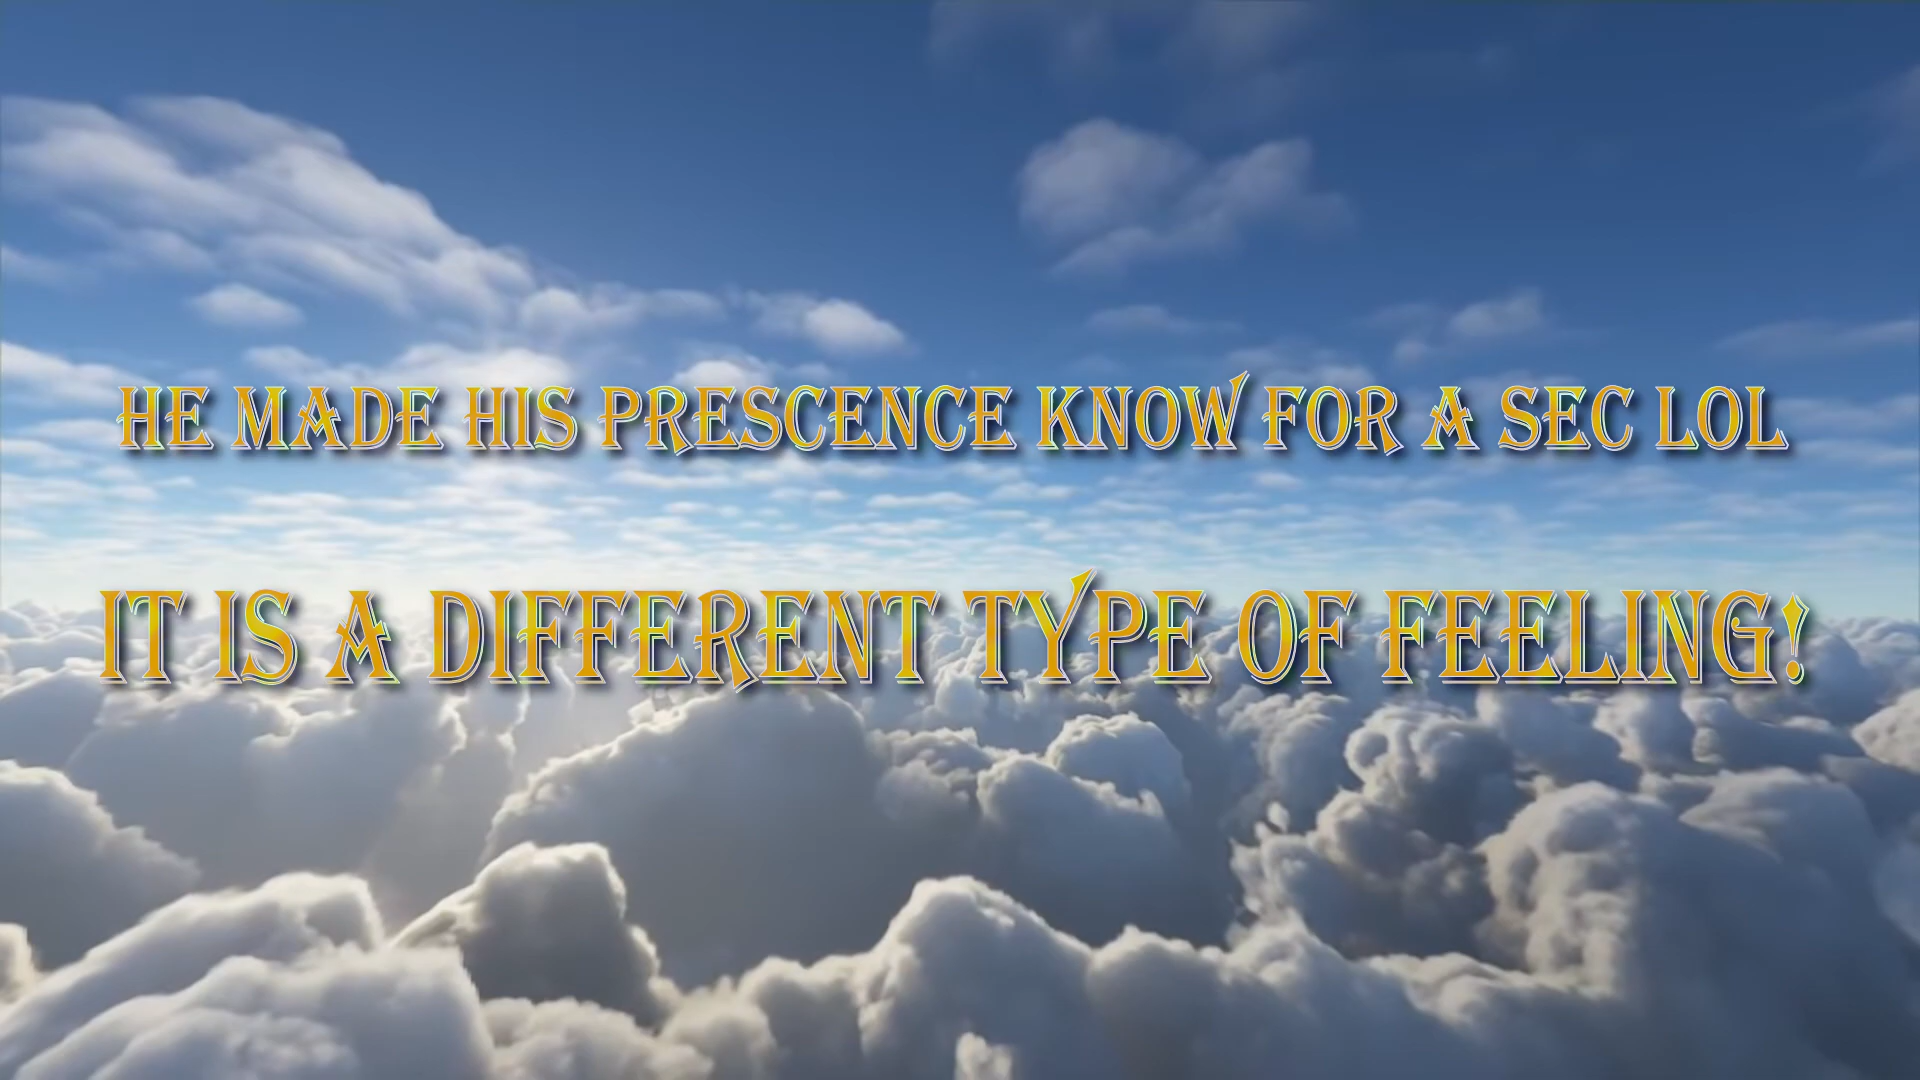 HE MADE HIS PRESCENCE KNOW FOR A SEC LOL
IT IS A DIFFERENT TYPE OF FEELING!